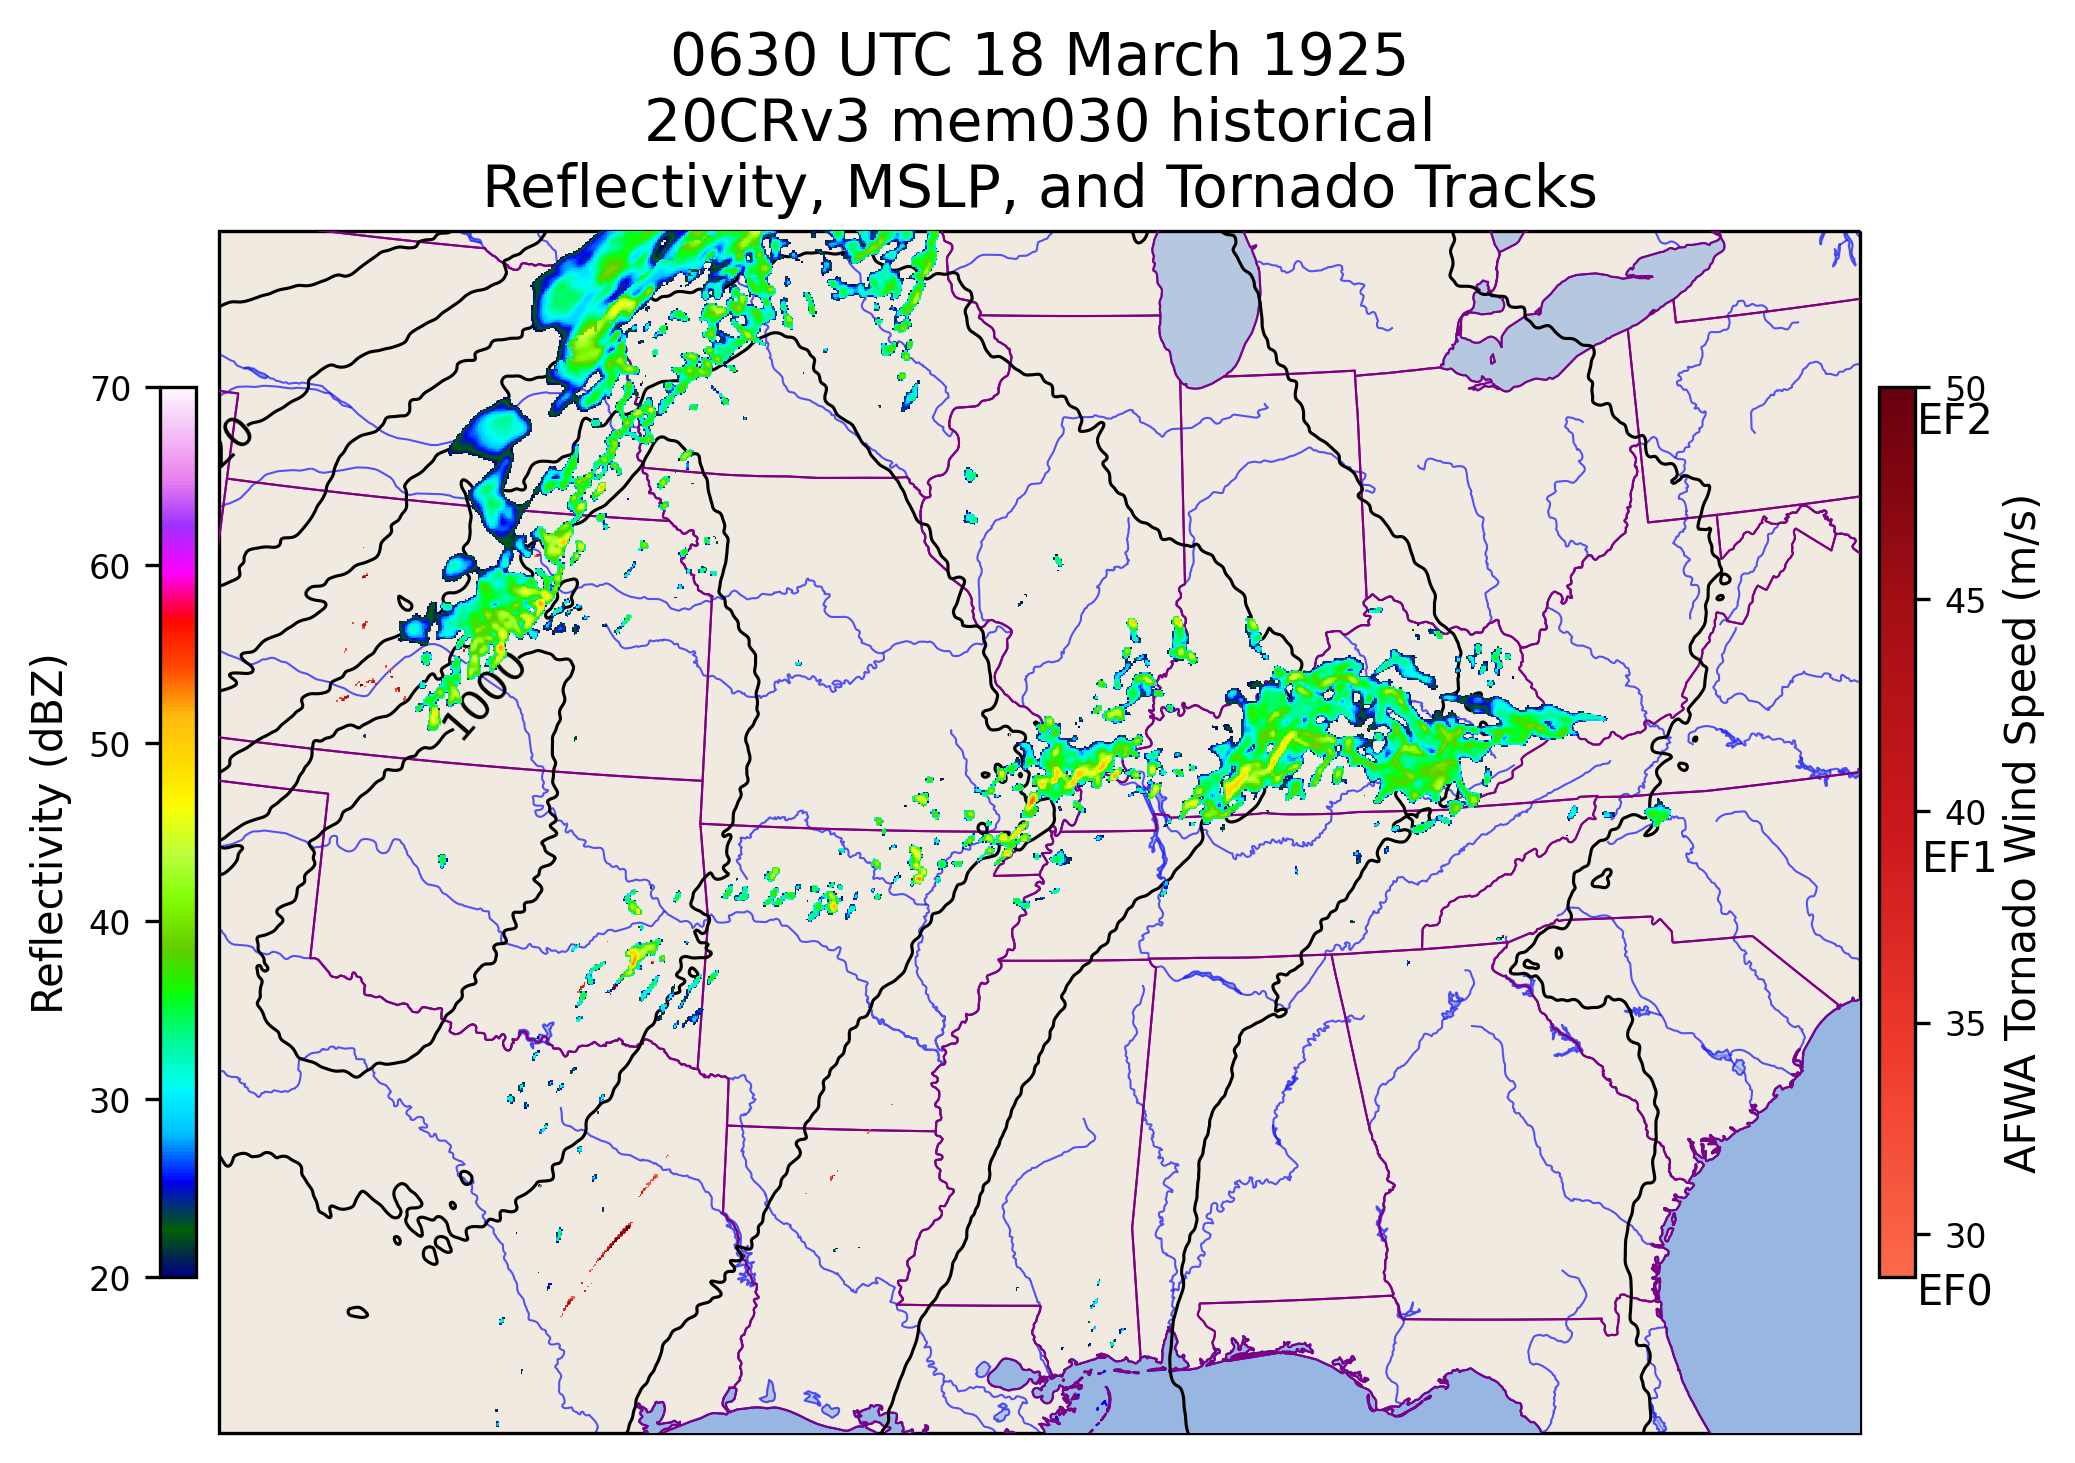 0630 UTC 18 March 1925
20CRv3 mem030 historical
Reflectivity, MSLP, and Tornado Tracks
70
60
50
40
30
20
Reflectivity (dBZ)
1000
50
EF2
45
40
EF1
35
30
EF0
AFWA Tornado Wind Speed (m/s)